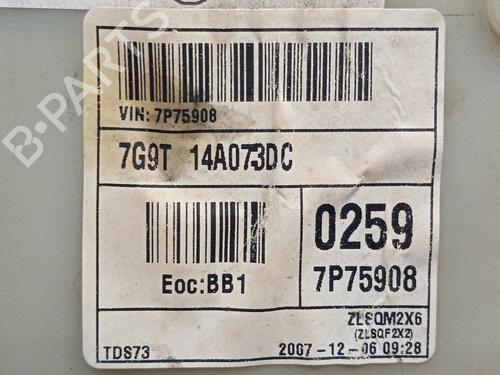 VIN: 7P75908
7G9T 14A073DC
0259
Eoc:BB1
7P75908
ZLSQM2X6
(ZLSQF2X2)
TDS73
2007-12-06 09:28
B-PARTS